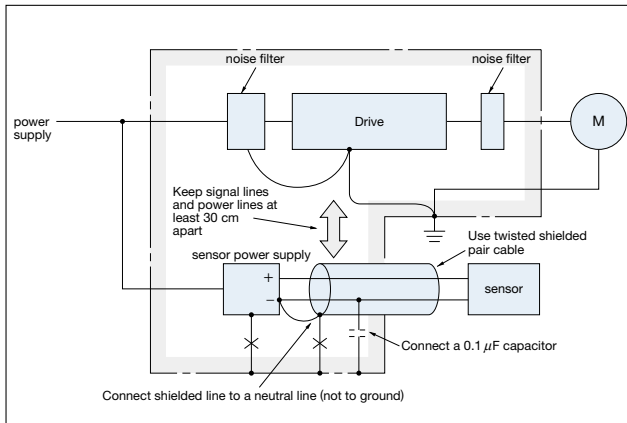 noise filter
noise filter
power
supply
Drive
M
Keep signal lines
and power lines at
least 30 cm
apart
Use twisted shielded
pair cable
sensor power supply
+
−
sensor
Connect a 0.1 µF capacitor
Connect shielded line to a neutral line (not to ground)